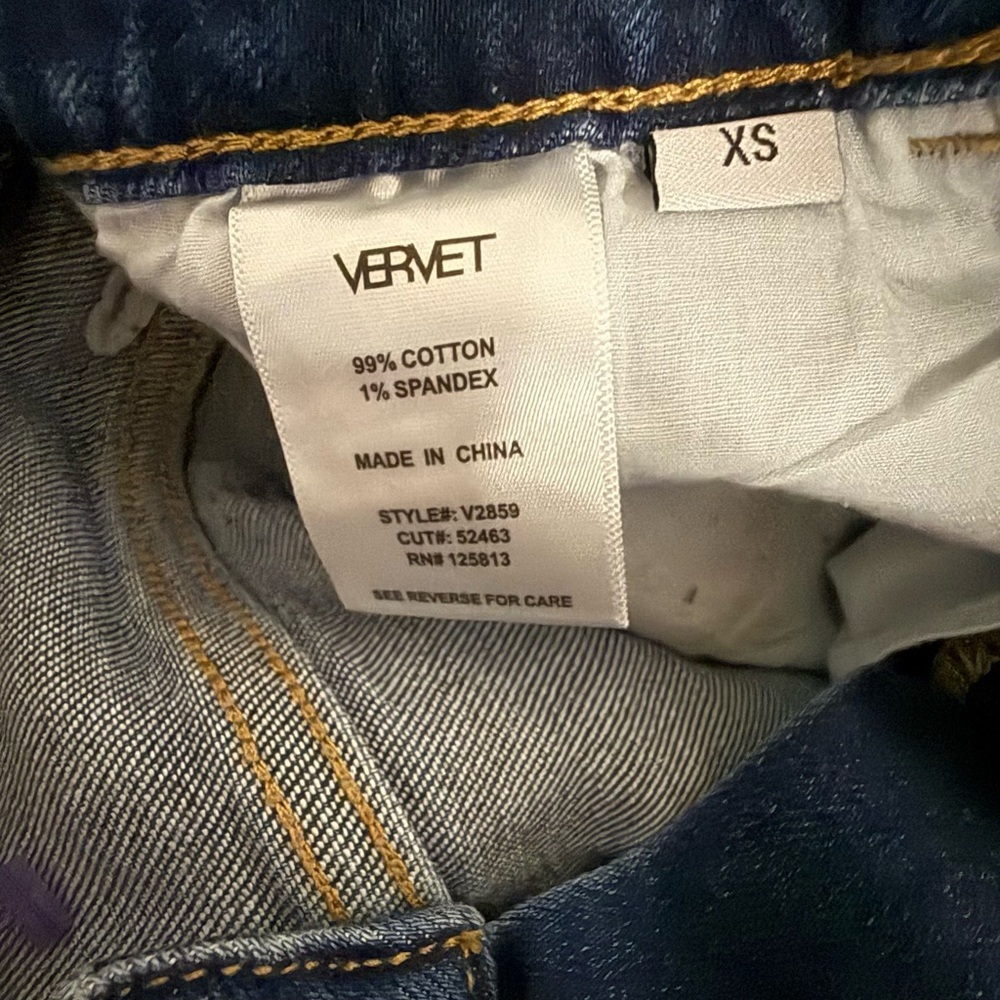 XS
VERVET
99% COTTON
1% SPANDEX
MADE IN CHINA
STYLE#: V2859
CUT#: 52463
RN# 125813
SEE REVERSE FOR CARE